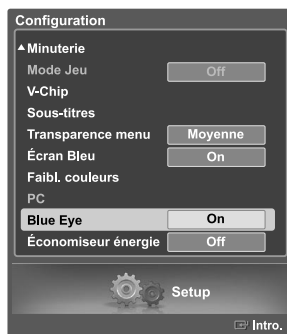 Configuration
Minuterie
Mode Jeu Off
V-Chip
Sous-titres
Transparence menu Moyenne
Écran Bleu On
Faibl. couleurs
PC
Blue Eye On
Économiseur énergie Off
Setup
Intro.